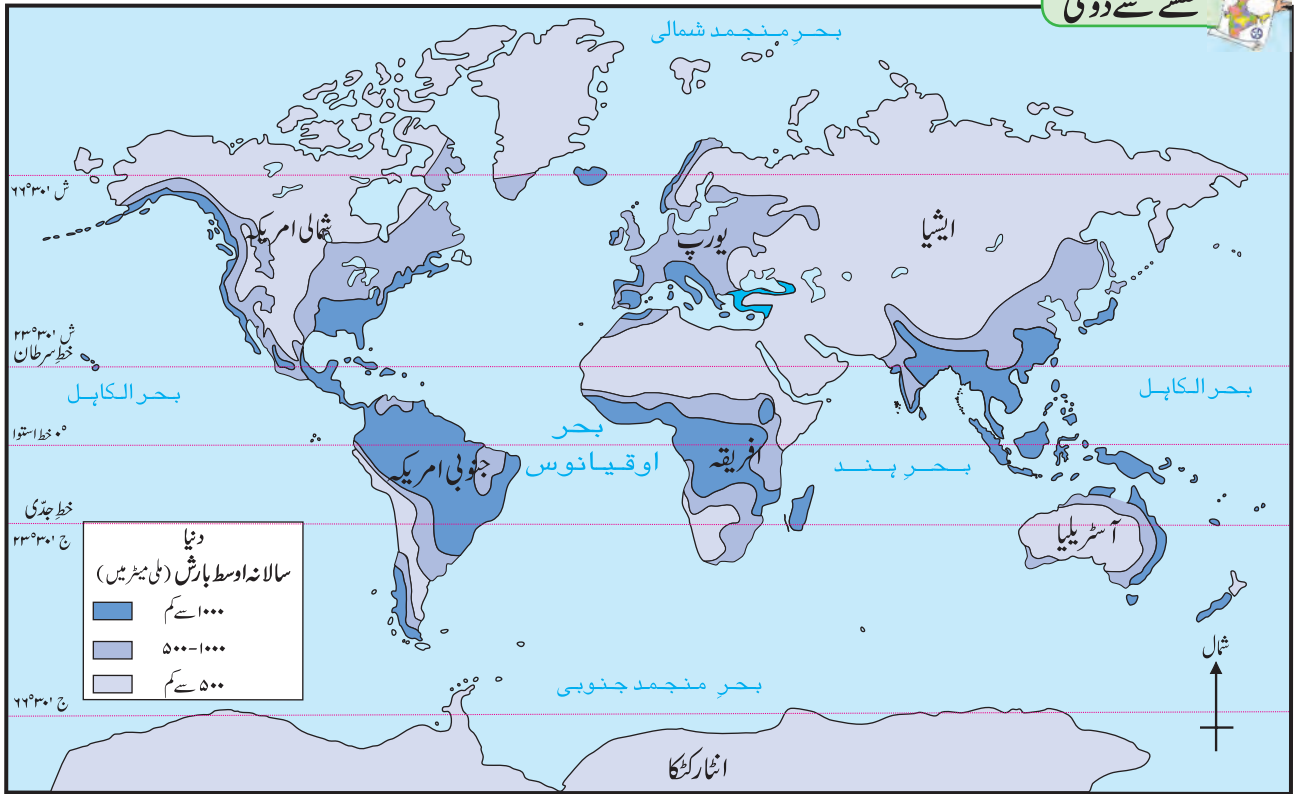 سے دوستی
بحرِ منجمد شمالی
۶۶°۳۰' ش
شمالی امریکہ
یورپ
ایشیا
۲۳°۳۰' ش
خطِ سرطان
بحر الکاہل
بحر الکاہل
۰° خط استوا
بحر
اوقیانوس
جنوبی امریکہ
افریقہ
بحرِ ہند
خطِ جدّی
۲۳°۳۰' ج
آسٹریلیا
دنیا
سالانہ اوسط بارش (ملی میٹر میں)
۱۰۰۰ سے کم
۵۰۰-۱۰۰۰
۵۰۰ سے کم
شمال
بحرِ منجمد جنوبی
۶۶°۳۰' ج
انٹارکٹکا